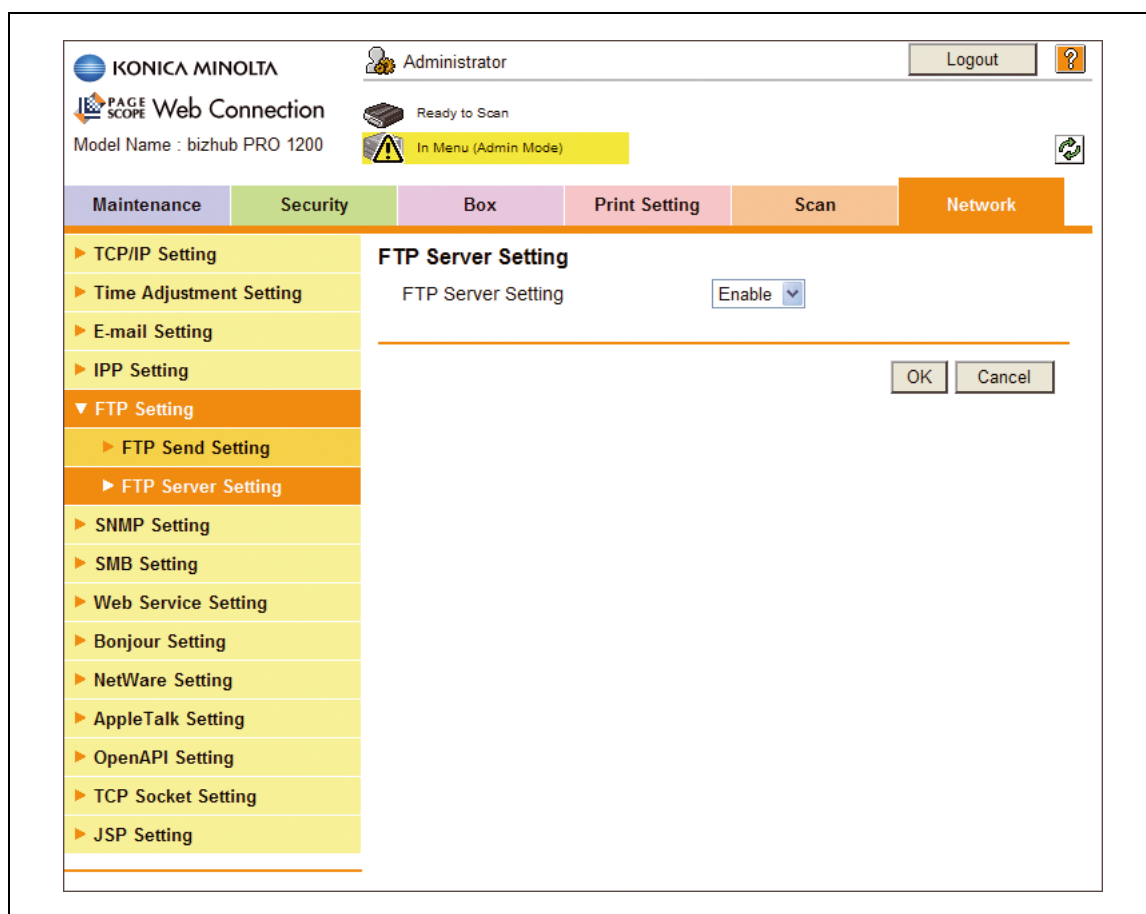 KONICA MINOLTA
Administrator
Logout
?
PAGE SCOPE Web Connection
Ready to Scan
Model Name : bizhub PRO 1200
In Menu (Admin Mode)
Maintenance
Security
Box
Print Setting
Scan
Network
TCP/IP Setting
Time Adjustment Setting
E-mail Setting
IPP Setting
FTP Setting
FTP Send Setting
FTP Server Setting
SNMP Setting
SMB Setting
Web Service Setting
Bonjour Setting
NetWare Setting
AppleTalk Setting
OpenAPI Setting
TCP Socket Setting
JSP Setting
FTP Server Setting
FTP Server Setting Enable
OK Cancel